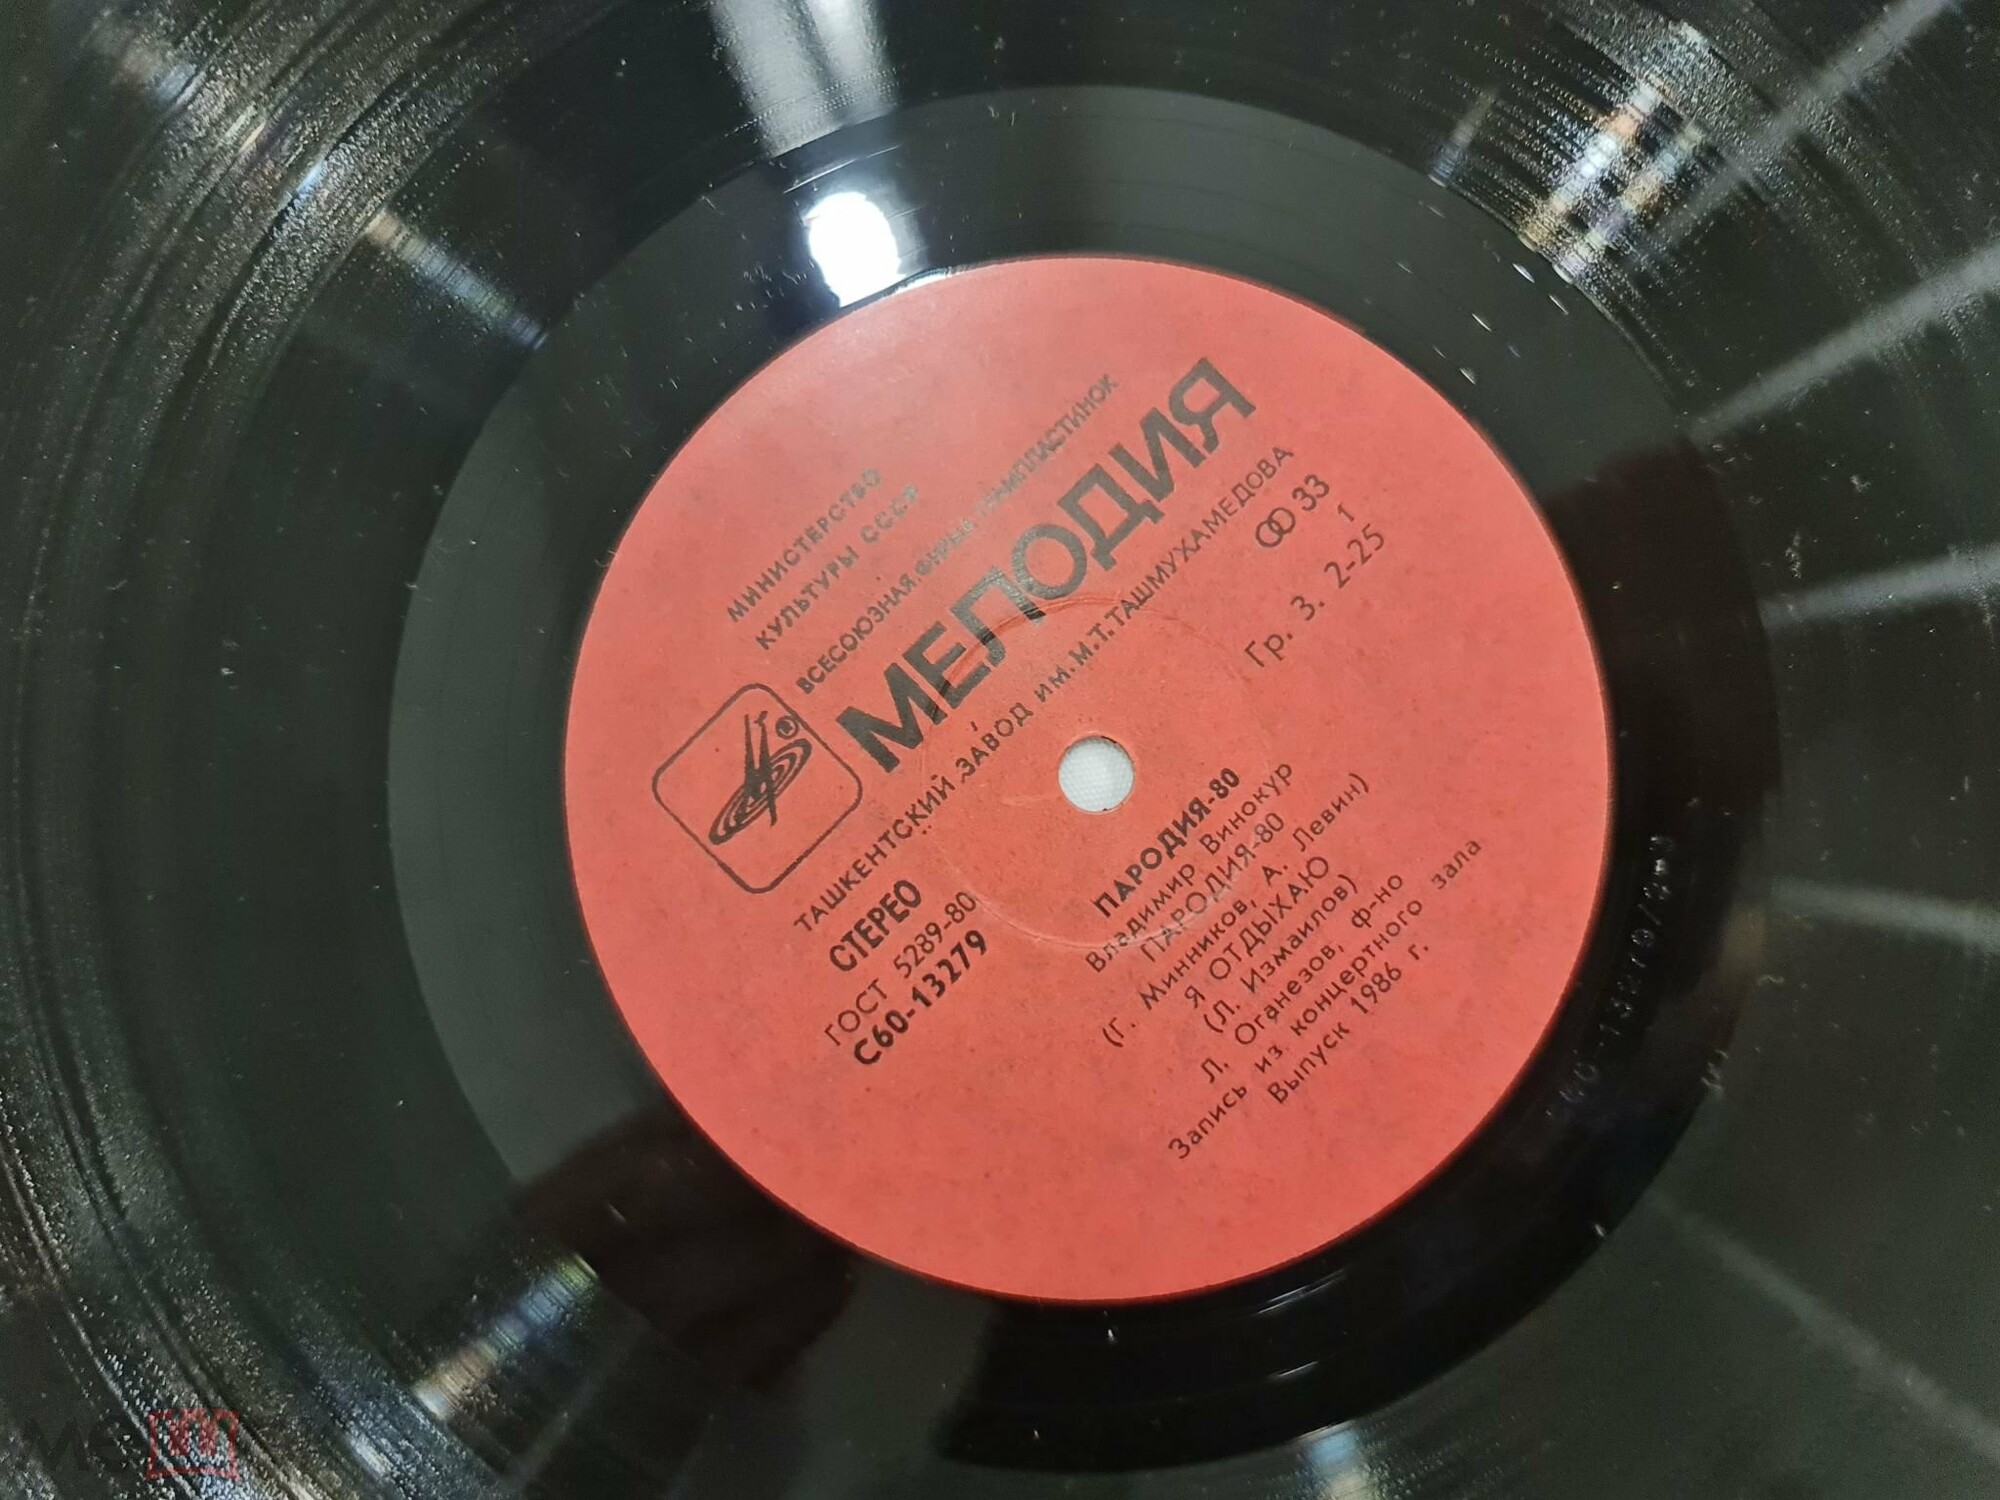 МИНИСТЕРСТВО
КУЛЬТУРЫ СССР
ВСЕСОЮЗНАЯ ФИРМА ГРАМПЛАСТИНОК
МЕЛОДИЯ
ТАШКЕНТСКИЙ ЗАВОД ИМ.М.Т.ТАШМУХАМЕДОВА
33
1
Гр. 3. 2-25
СТЕРЕО
ГОСТ 5289-80
С60-13279
ПАРОДИЯ-80
Владимир Винокур
ПАРОДИЯ-80
(Г. Минников, А. Левин)
Я ОТДЫХАЮ
(Л. Измайлов)
Л. Оганезов, ф-но
Запись из концертного зала
Выпуск 1986 г.